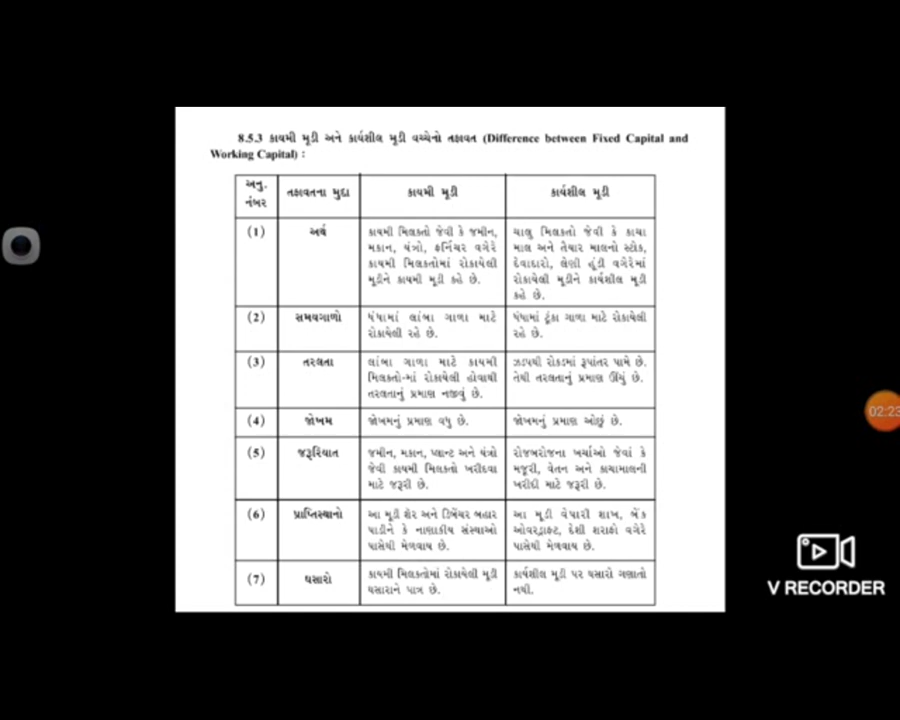 8.5.3 કાયમી મૂડી અને કાર્યશીલ મૂડી વચ્ચેનો તફાવત (Difference between Fixed Capital and
Working Capital) :
અનુ.
નંબર
તફાવતના મુદા
કાયમી મૂડી
કાર્યશીલ મૂડી
(1)
અર્થ
કાયમી મિલકતો જેવી કે જમીન,
મકાન, યંત્રો, ફર્નિચર વગેરે
કાયમી મિલકતોમાં રોકાયેલી
મૂડીને કાયમી મૂડી કહે છે.
ચાલુ મિલકતો જેવી કે કાચા
માલ અને તૈયાર માલનો સ્ટોક,
દેવાદારો, લેણી હૂંડી વગેરેમાં
રોકાયેલી મૂડીને કાર્યશીલ મૂડી
કહે છે.
(2)
સમયગાળો
ધંધામાં લાંબા ગાળા માટે
રોકાયેલી રહે છે.
ધંધામાં ટૂંકા ગાળા માટે રોકાયેલી
રહે છે.
(3)
તરલતા
લાંબા ગાળા માટે કાયમી
મિલકતો-માં રોકાયેલી હોવાથી
તરલતાનું પ્રમાણ નજીવું છે.
ઝડપથી રોકડમાં રૂપાંતર પામે છે.
તેથી તરલતાનું પ્રમાણ ઊંચું છે.
(4)
જોખમ
જોખમનું પ્રમાણ વધુ છે.
જોખમનું પ્રમાણ ઓછું છે.
(5)
જરૂરિયાત
જમીન, મકાન, પ્લાન્ટ અને યંત્રો
જેવી કાયમી મિલકતો ખરીદવા
માટે જરૂરી છે.
રોજબરોજના ખર્ચાઓ જેવાં કે
મજૂરી, વેતન અને કાચામાલની
ખરીદી માટે જરૂરી છે.
(6)
પ્રાપ્તિસ્થાનો
આ મૂડી શેર અને ડિબેંચર બહાર
પાડીને કે નાણાકીય સંસ્થાઓ
પાસેથી મેળવાય છે.
આ મૂડી વેપારી શાખ, બેંક
ઓવરડ્રાફ્ટ, દેશી શરાફો વગેરે
પાસેથી મેળવાય છે.
(7)
ઘસારો
કાયમી મિલકતોમાં રોકાયેલી મૂડી
ઘસારાને પાત્ર છે.
કાર્યશીલ મૂડી પર ઘસારો ગણાતો
નથી.
02:23
V RECORDER